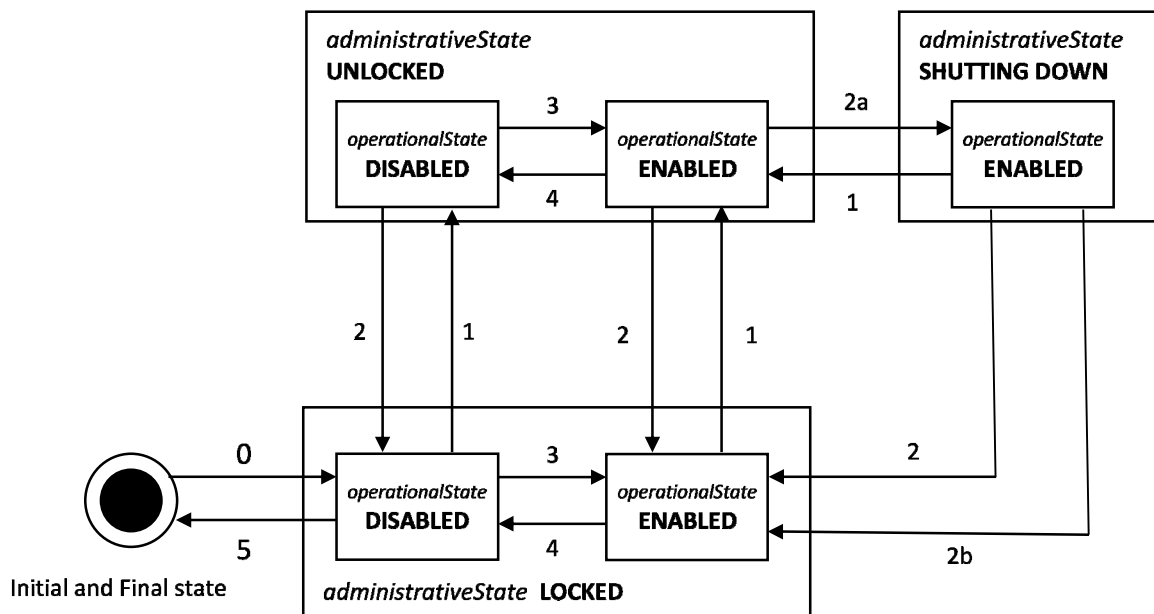 administrativeState
UNLOCKED
administrativeState
SHUTTING DOWN
operationalState
DISABLED
3
4
operationalState
ENABLED
2a
1
operationalState
ENABLED
2
1
2
1
0
5
operationalState
DISABLED
3
4
operationalState
ENABLED
2
2b
Initial and Final state
administrativeState LOCKED